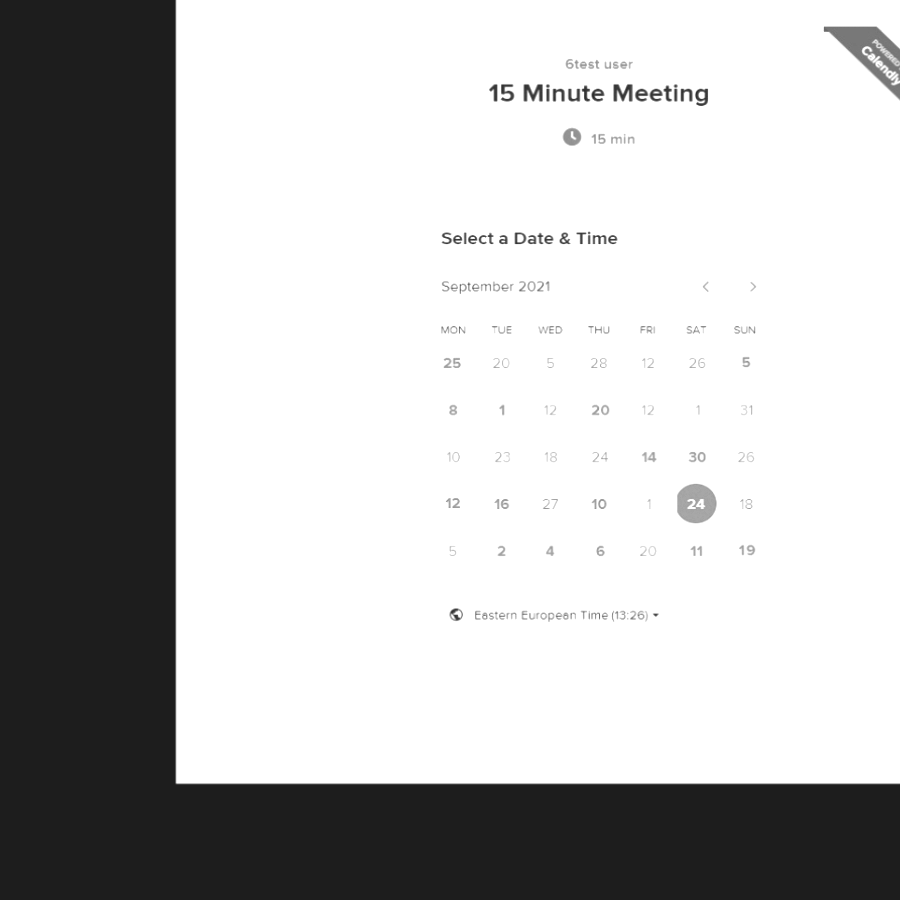 POWERED
Calendly
6test user
15 Minute Meeting
15 min
Select a Date & Time
September 2021
MON TUE WED THU FRI SAT SUN
25 20 5 28 12 26 5
8 1 12 20 12 1 31
10 23 18 24 14 30 26
12 16 27 10 1 24 18
5 2 4 6 20 11 19
Eastern European Time (13:26)